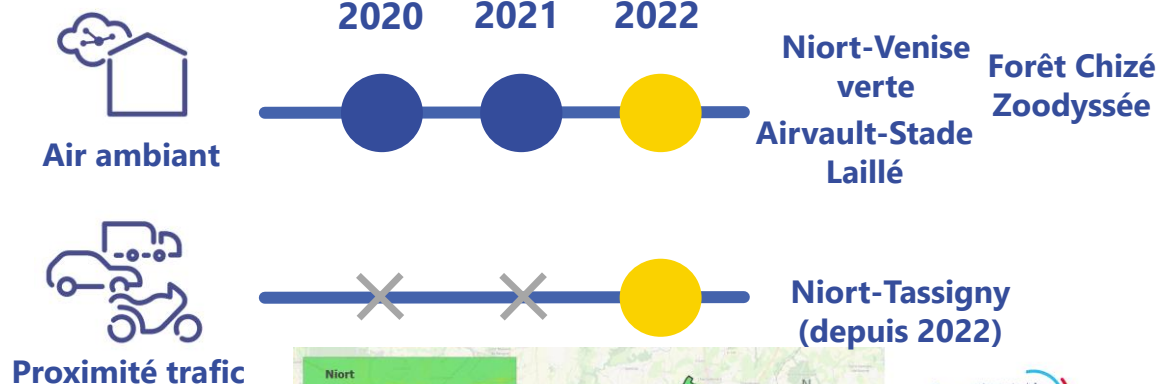 2020 2021 2022
Niort-Venise
verte
Forêt Chizé
Zoodyssée
Airvault-Stade
Laillé
Air ambiant
Niort-Tassigny
(depuis 2022)
Proximité trafic
Niort